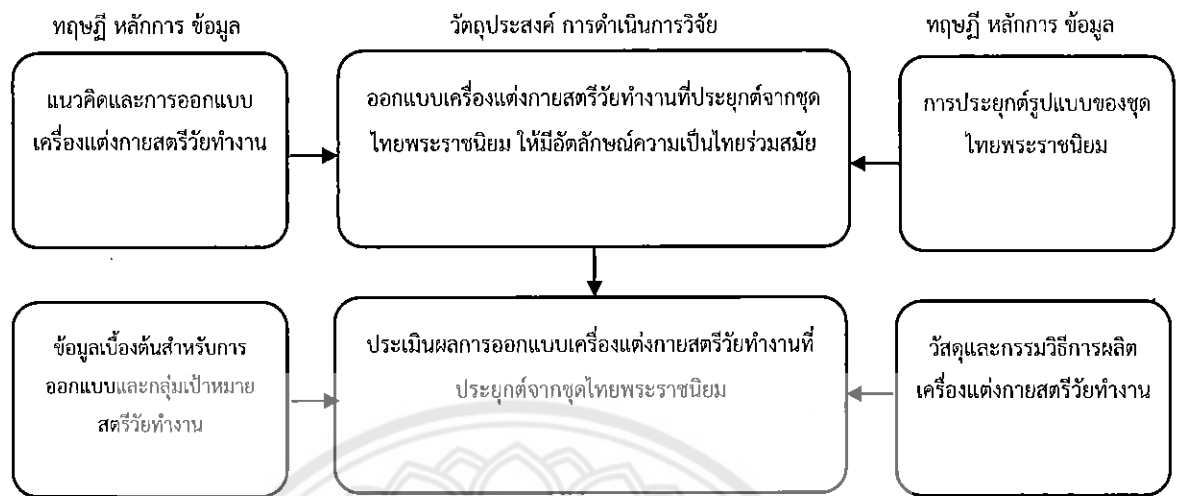 ทฤษฎี หลักการ ข้อมูล
วัตถุประสงค์ การดำเนินการวิจัย
ทฤษฎี หลักการ ข้อมูล
แนวคิดและการออกแบบ
เครื่องแต่งกายสตรีวัยทำงาน
ออกแบบเครื่องแต่งกายสตรีวัยทำงานที่ประยุกต์จากชุด
ไทยพระราชนิยม ให้มีอัตลักษณ์ความเป็นไทยร่วมสมัย
การประยุกต์รูปแบบของชุด
ไทยพระราชนิยม
ข้อมูลเบื้องต้นสำหรับการ
ออกแบบและกลุ่มเป้าหมาย
สตรีวัยทำงาน
ประเมินผลการออกแบบเครื่องแต่งกายสตรีวัยทำงานที่
ประยุกต์จากชุดไทยพระราชนิยม
วัสดุและกรรมวิธีการผลิต
เครื่องแต่งกายสตรีวัยทำงาน